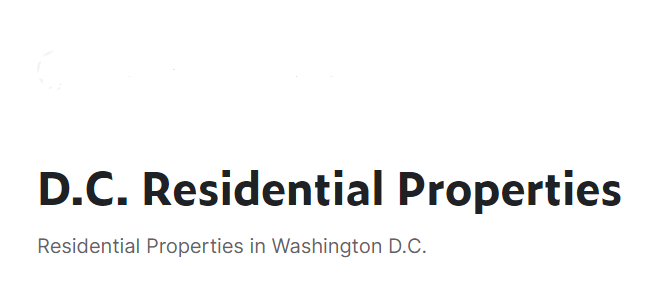 D.C. Residential Properties
Residential Properties in Washington D.C.